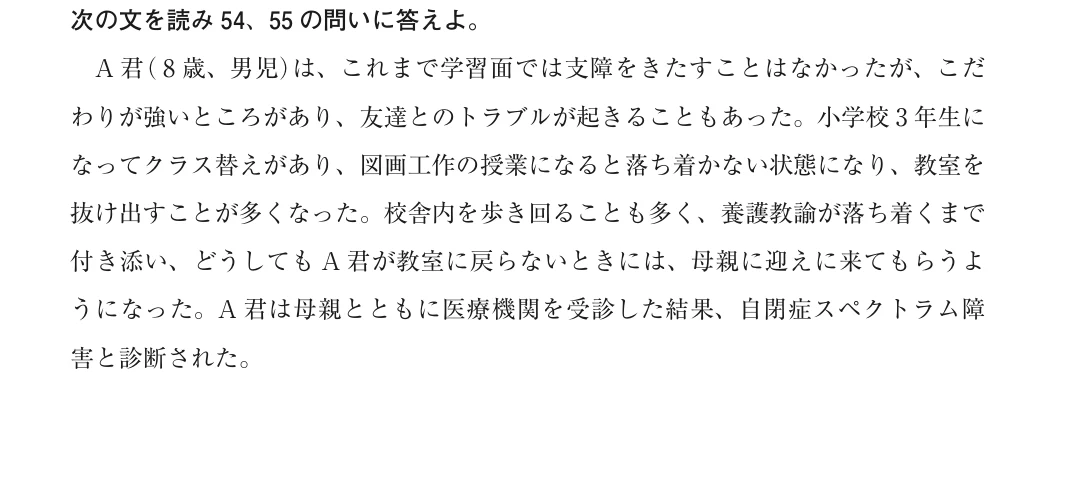 次の文を読み 54、55 の問いに答えよ。
A 君(8 歳、男児)は、これまで学習面では支障をきたすことはなかったが、こだ
わりが強いところがあり、友達とのトラブルが起きることもあった。小学校 3 年生に
なってクラス替えがあり、図画工作の授業になると落ち着かない状態になり、教室を
抜け出すことが多くなった。校舎内を歩き回ることも多く、養護教諭が落ち着くまで
付き添い、どうしても A 君が教室に戻らないときには、母親に迎えに来てもらうよ
うになった。A 君は母親とともに医療機関を受診した結果、自閉症スペクトラム障
害と診断された。